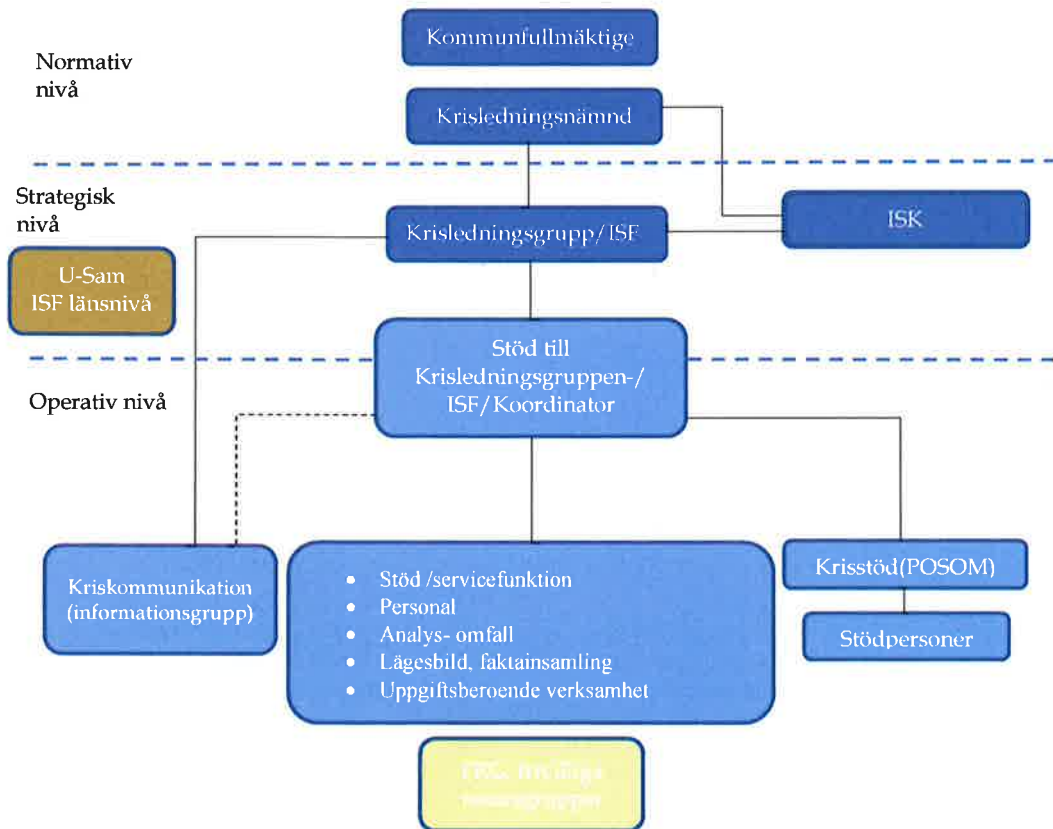 Kommunfullmäktige
Normativ
nivå
Krisledningsnämnd
Strategisk
nivå
Krisledningsgrupp/ISF
ISK
U-Sam
ISF länsnivå
Stöd till
Krisledningsgruppen-/
ISF/Koordinator
Operativ nivå
Kriskommunikation
(informationsgrupp)
• Stöd /servicefunktion
• Personal
• Analys- omfall
• Lägesbild, faktainsamling
• Uppgiftsberoende verksamhet
Krisstöd(POSOM)
Stödpersoner
frivilliga